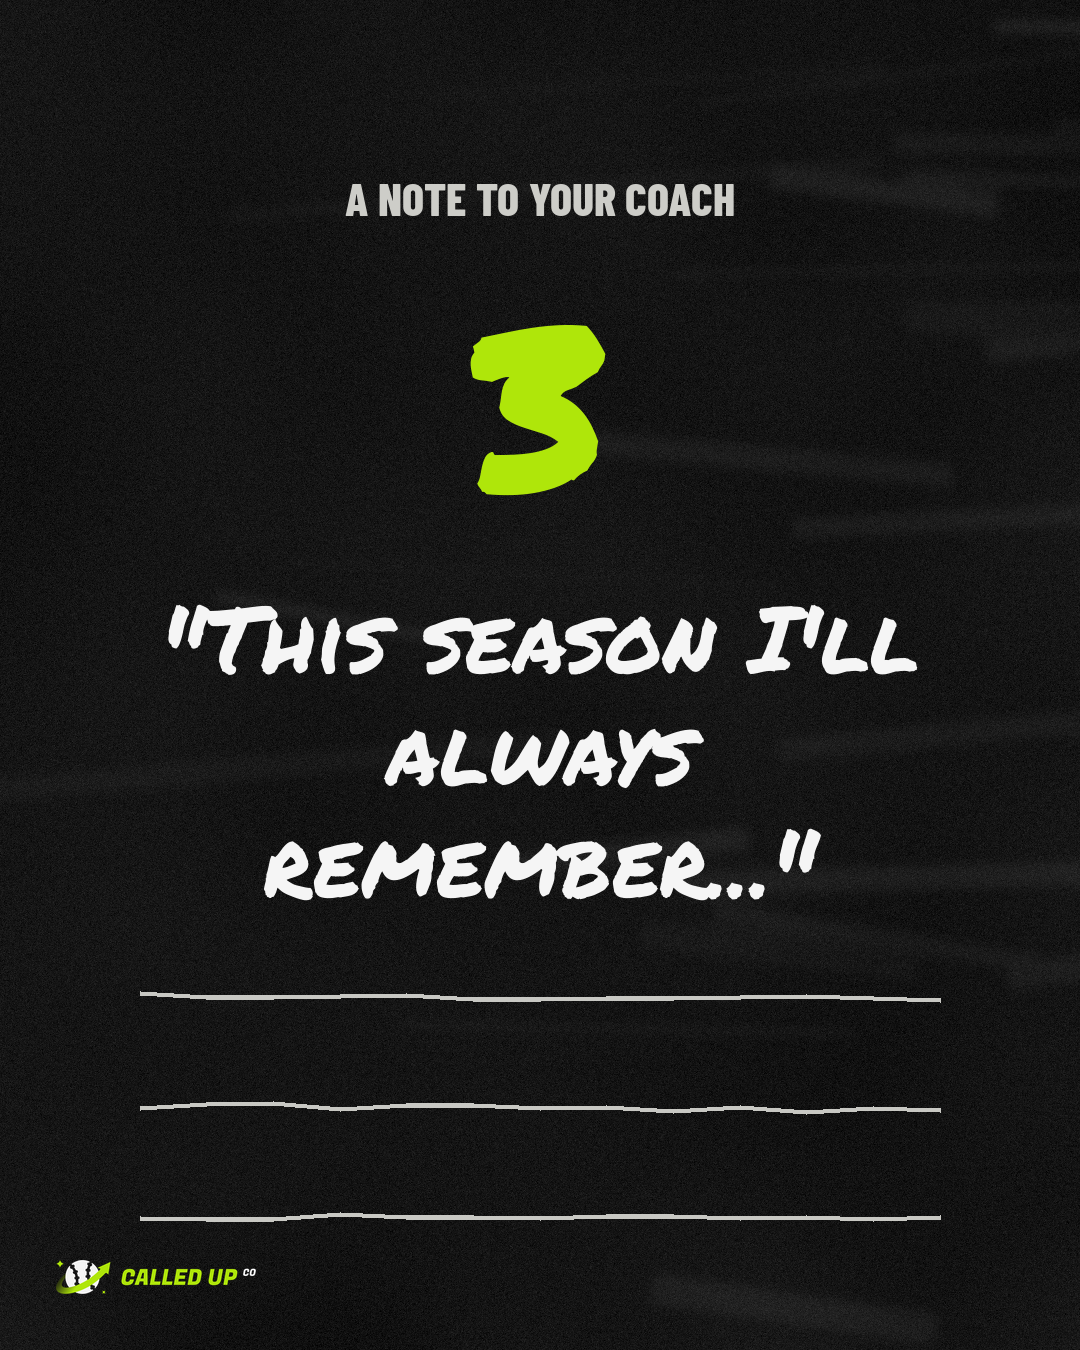 A NOTE TO YOUR COACH
3
"THIS SEASON I'LL
ALWAYS
REMEMBER..."
CALLED UP CO